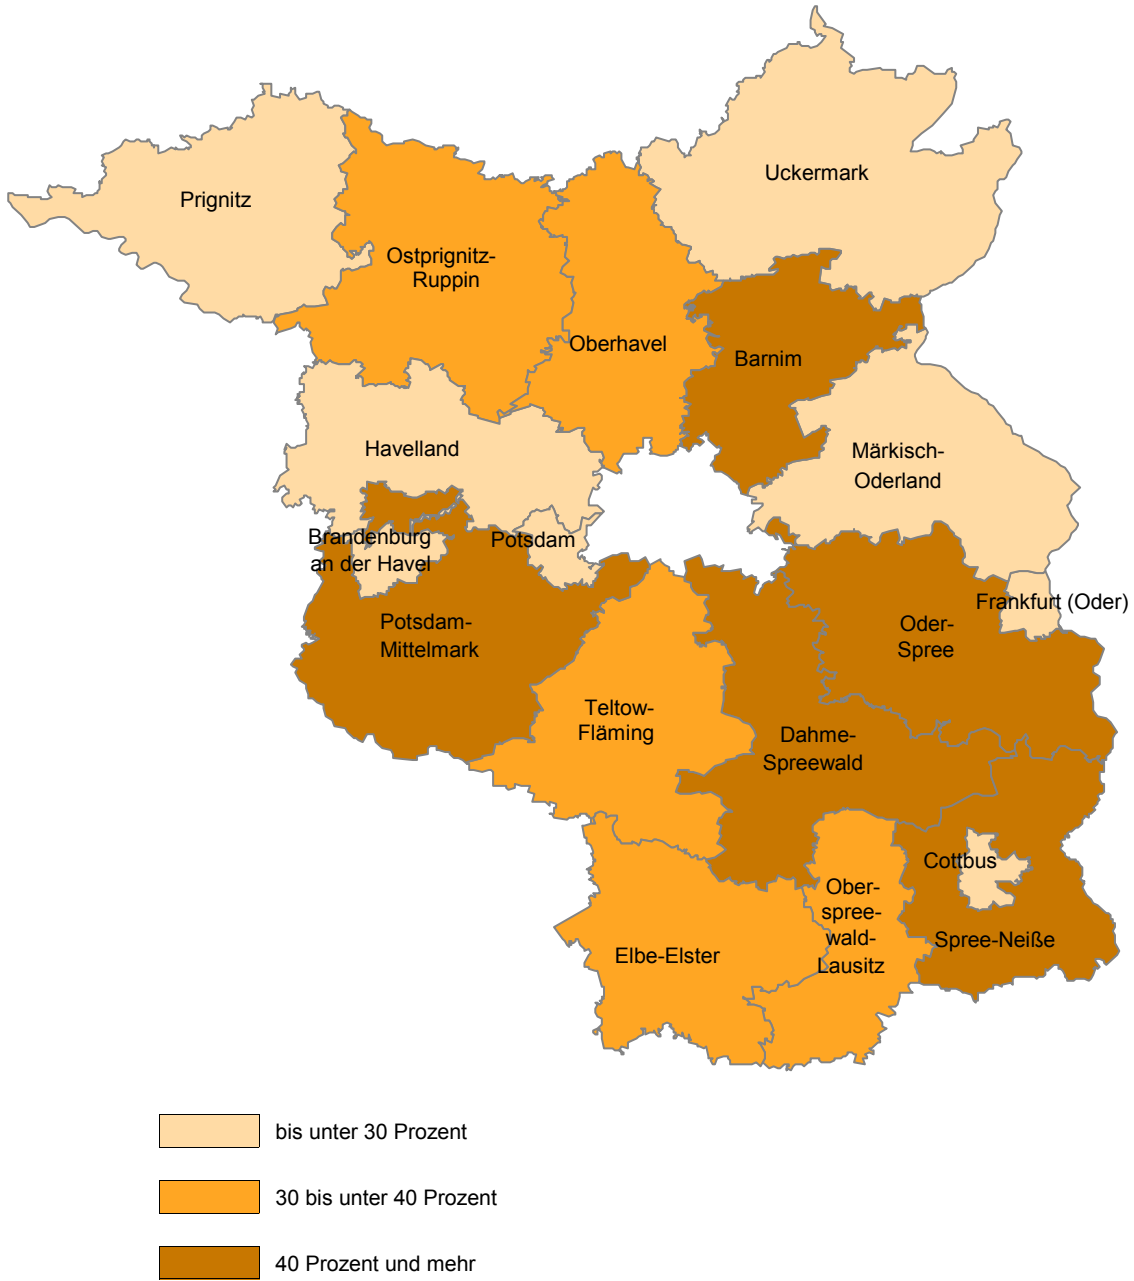 Uckermark
Prignitz
Ostprignitz-
Ruppin
Oberhavel
Barnim
Havelland
Märkisch-
Oderland
Brandenburg
an der Havel
Potsdam
Frankfurt (Oder)
Potsdam-
Mittelmark
Oder-
Spree
Teltow-
Fläming
Dahme-
Spreewald
Cottbus
Ober-
spree-
wald-
Lausitz
Spree-Neiße
Elbe-Elster
bis unter 30 Prozent
30 bis unter 40 Prozent
40 Prozent und mehr